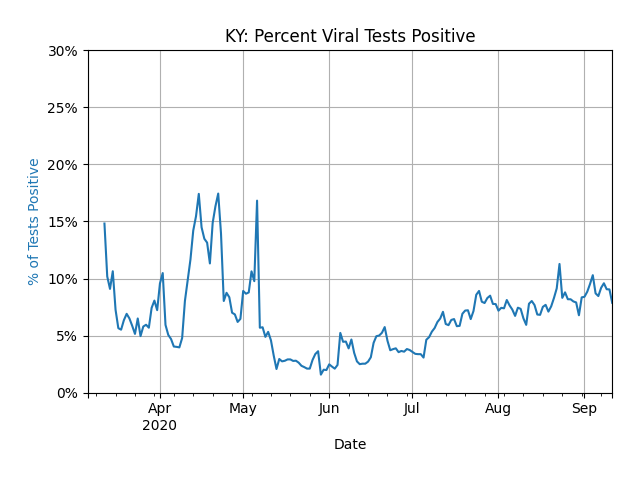 KY: Percent Viral Tests Positive
30%
25%
20%
15%
10%
5%
0%
% of Tests Positive
Apr May Jun Jul Aug Sep
2020
Date